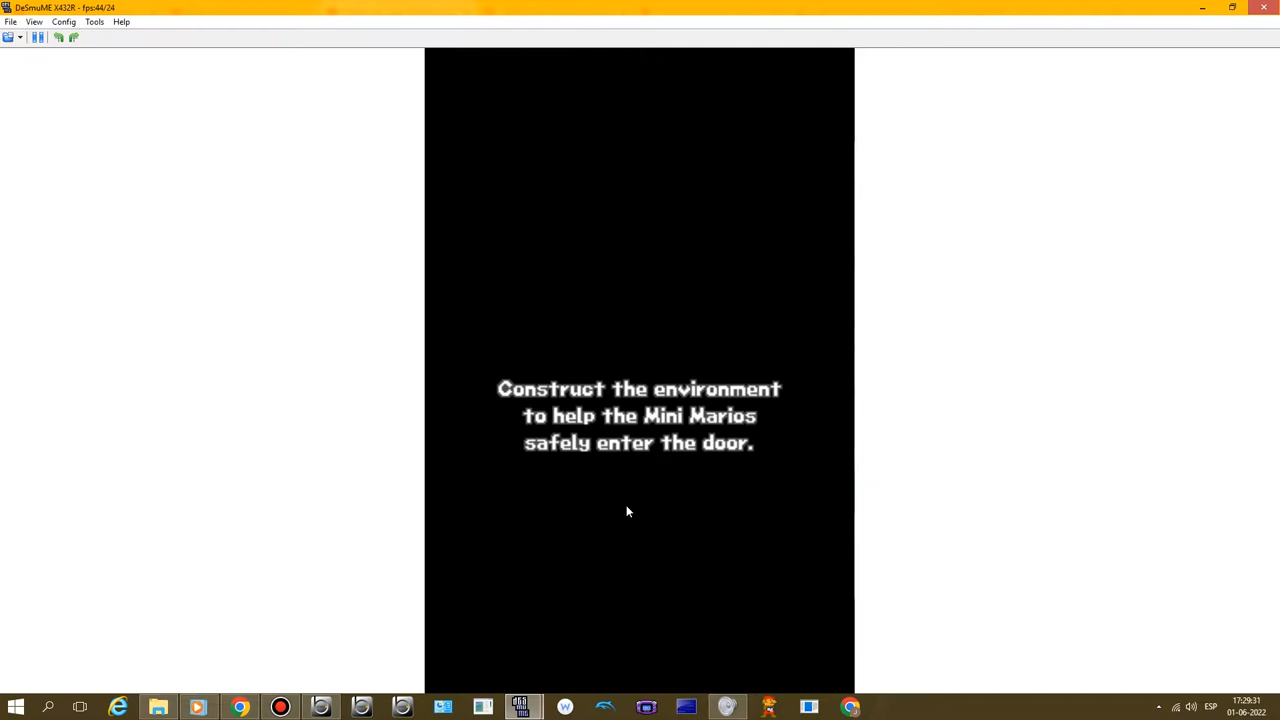 DeSmuME X432R - fps:44/24
File View Config Tools Help
Construct the environment
to help the Mini Marios
safely enter the door.
17:29:31
ESP
01-06-2022